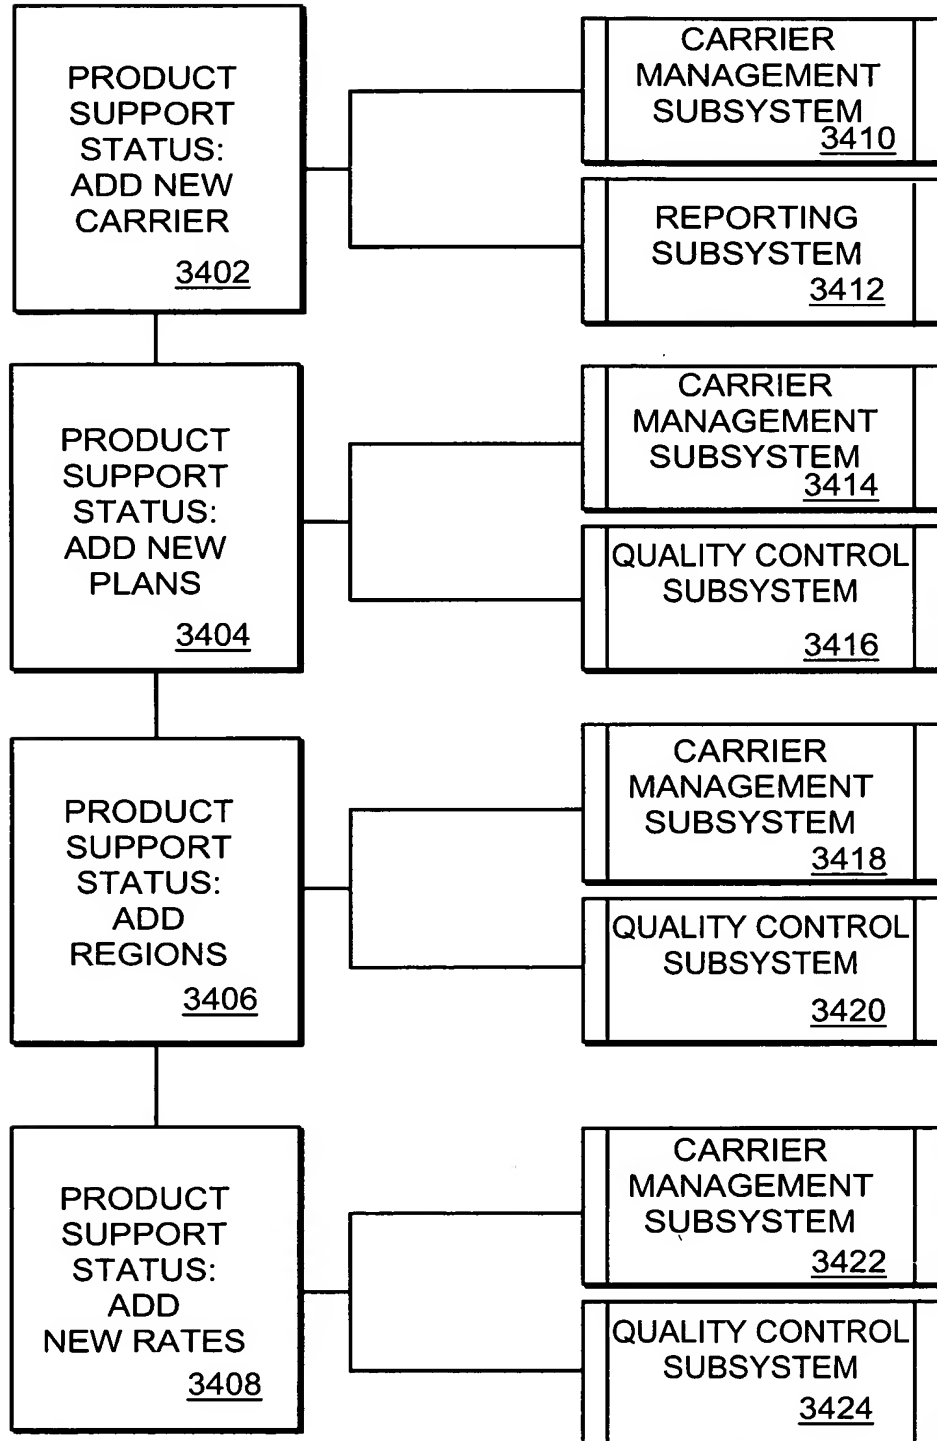 PRODUCT
SUPPORT
STATUS:
ADD NEW
CARRIER
3402
CARRIER
MANAGEMENT
SUBSYSTEM
3410
REPORTING
SUBSYSTEM
3412
PRODUCT
SUPPORT
STATUS:
ADD NEW
PLANS
3404
CARRIER
MANAGEMENT
SUBSYSTEM
3414
QUALITY CONTROL
SUBSYSTEM
3416
PRODUCT
SUPPORT
STATUS:
ADD
REGIONS
3406
CARRIER
MANAGEMENT
SUBSYSTEM
3418
QUALITY CONTROL
SUBSYSTEM
3420
PRODUCT
SUPPORT
STATUS:
ADD
NEW RATES
3408
CARRIER
MANAGEMENT
SUBSYSTEM
3422
QUALITY CONTROL
SUBSYSTEM
3424